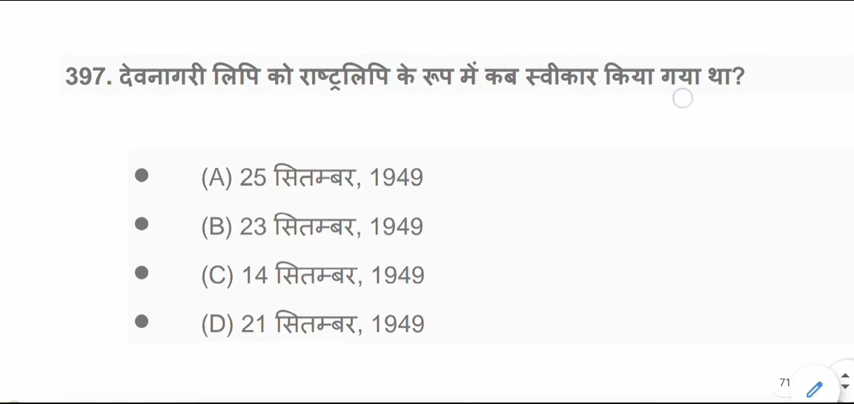 397. देवनागरी लिपि को राष्ट्रलिपि के रूप में कब स्वीकार किया गया था?
(A) 25 सितम्बर, 1949
(B) 23 सितम्बर, 1949
(C) 14 सितम्बर, 1949
(D) 21 सितम्बर, 1949
71